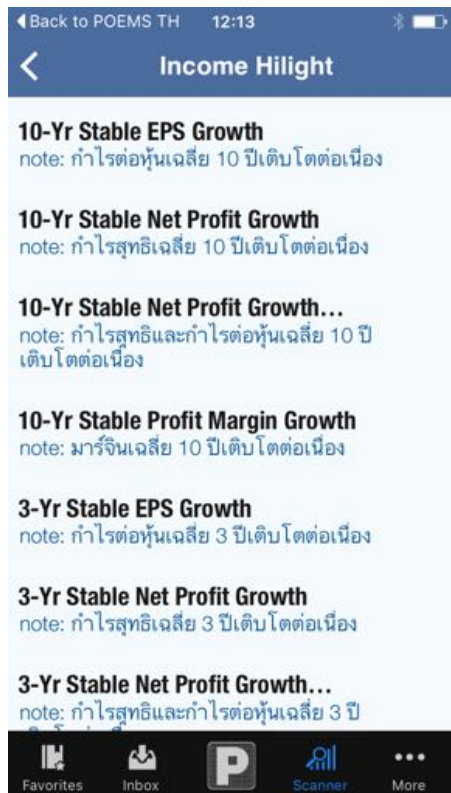 Back to POEMS TH 12:13
Income Hilight
10-Yr Stable EPS Growth
note: กำไรต่อหุ้นเฉลี่ย 10 ปีเติบโตต่อเนื่อง
10-Yr Stable Net Profit Growth
note: กำไรสุทธิเฉลี่ย 10 ปีเติบโตต่อเนื่อง
10-Yr Stable Net Profit Growth...
note: กำไรสุทธิและกำไรต่อหุ้นเฉลี่ย 10 ปี
เติบโตต่อเนื่อง
10-Yr Stable Profit Margin Growth
note: มาร์จินเฉลี่ย 10 ปีเติบโตต่อเนื่อง
3-Yr Stable EPS Growth
note: กำไรต่อหุ้นเฉลี่ย 3 ปีเติบโตต่อเนื่อง
3-Yr Stable Net Profit Growth
note: กำไรสุทธิเฉลี่ย 3 ปีเติบโตต่อเนื่อง
3-Yr Stable Net Profit Growth...
note: กำไรสุทธิและกำไรต่อหุ้นเฉลี่ย 3 ปี
P
Favorites Inbox Scanner More